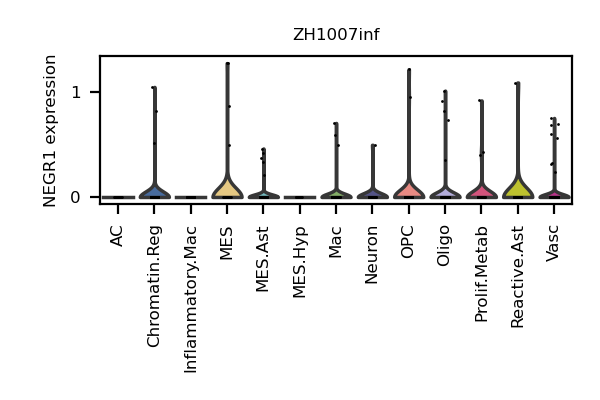 ZH1007inf
NEGR1 expression
1
0
AC
Chromatin.Reg
Inflammatory.Mac
MES
MES.Ast
MES.Hyp
Mac
Neuron
OPC
Oligo
Prolif.Metab
Reactive.Ast
Vasc